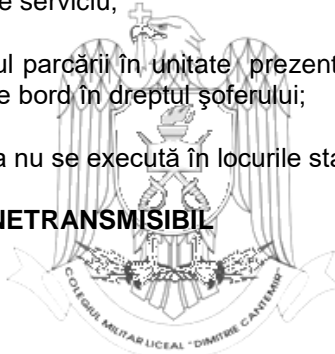 e serviciu;
ul parcării în unitate prezent
e bord în dreptul şoferului;
a nu se execută în locurile sta
NETRANSMISIBIL
COLEGIUL MILITAR LICEAL "DIMITRIE CANTEMIR"